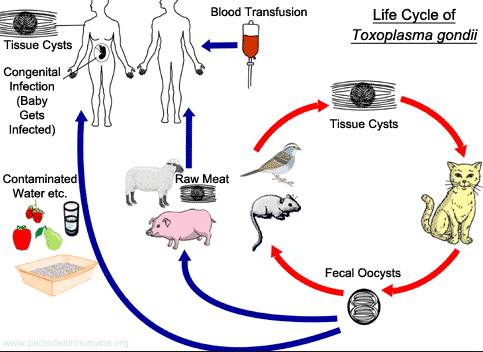 Blood Transfusion
Life Cycle of
Toxoplasma gondii
Tissue Cysts
Congenital
Infection
(Baby
Gets
Infected)
Tissue Cysts
Contaminated
Water etc.
Raw Meat
Fecal Oocysts
www.parasitesinhumans.org